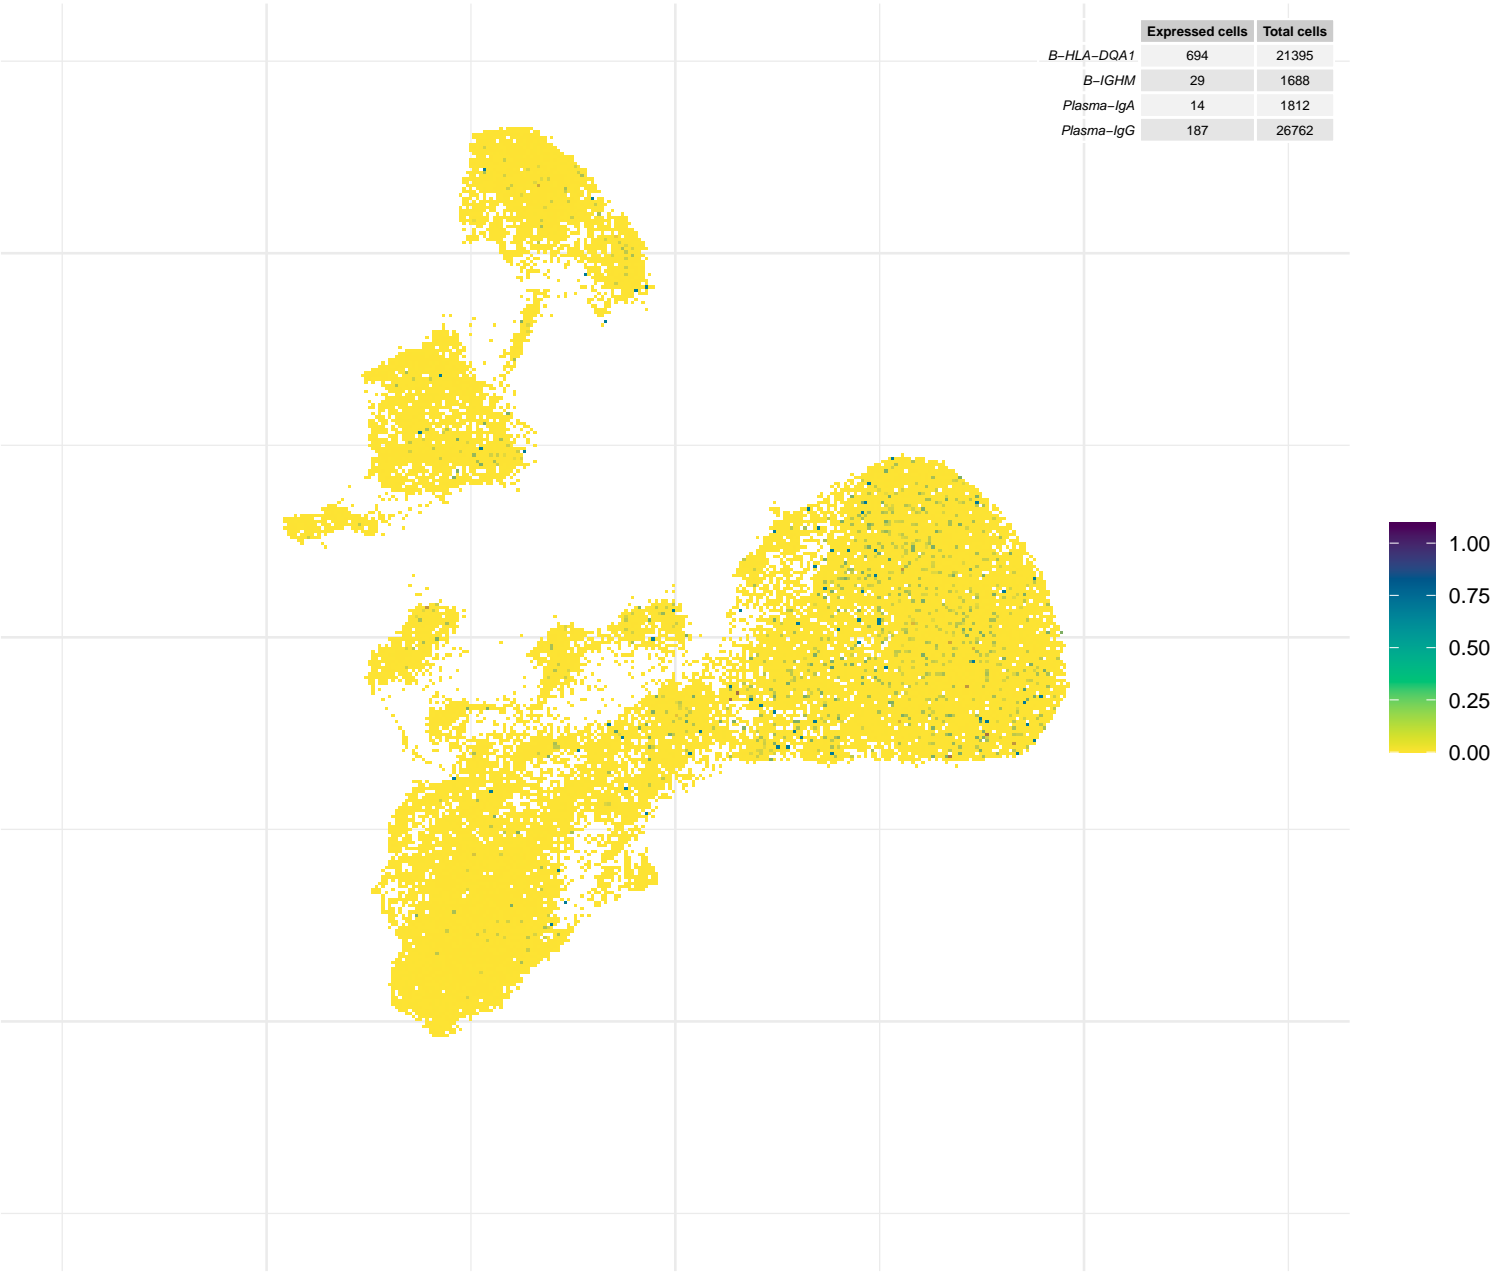 Expressed cells Total cells
B−HLA−DQA1 694 21395
B−IGHM 29 1688
Plasma−IgA 14 1812
Plasma−IgG 187 26762
1.00
0.75
0.50
0.25
0.00